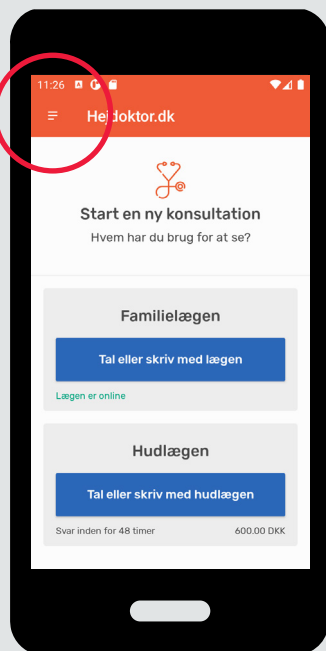 11:26
Hejdoktor.dk
Start en ny konsultation
Hvem har du brug for at se?
Familielægen
Tal eller skriv med lægen
Lægen er online
Hudlægen
Tal eller skriv med hudlægen
Svar inden for 48 timer 600.00 DKK